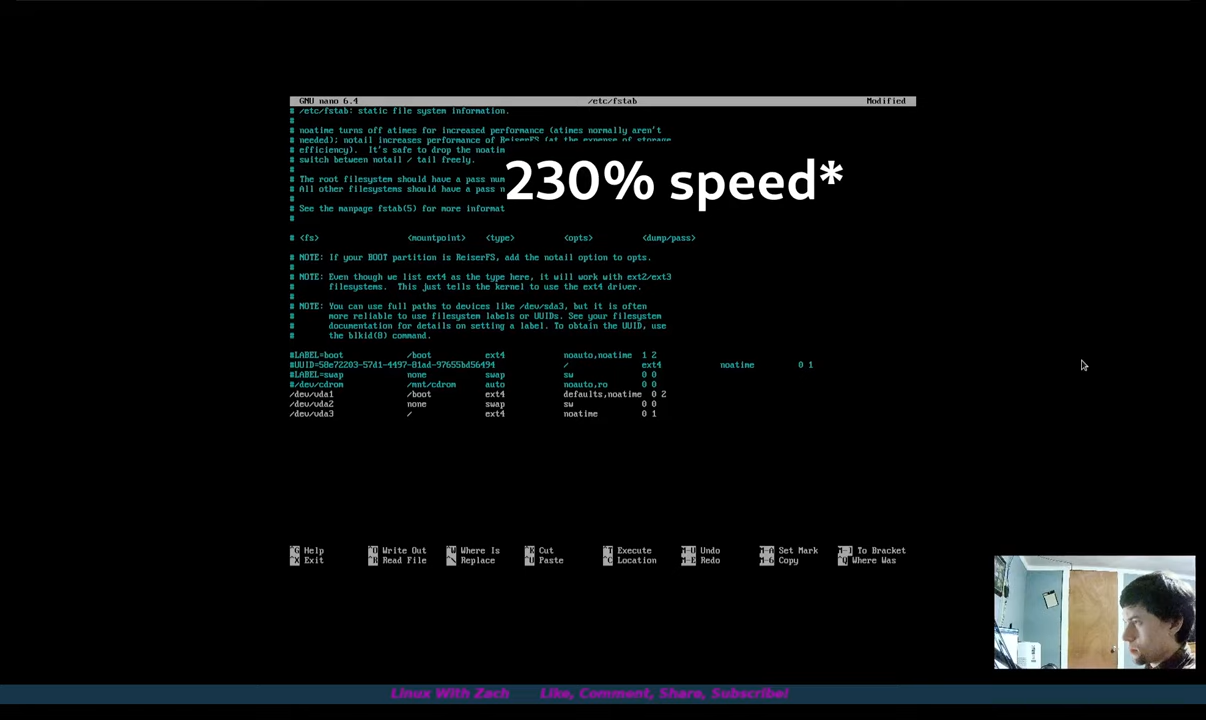 GNU nano 6.4 /etc/fstab Modified
# /etc/fstab: static file system information.
#
# noatime turns off atimes for increased performance (atimes normally aren't
# needed); notail increases performance of ReiserFS (at the expense of storage
# efficiency). It's safe to drop the noatim
# switch between notail / tail freely.
#
# The root filesystem should have a pass num
# All other filesystems should have a pass n
#
# See the manpage fstab(5) for more informat
#
230% speed*
# <fs> <mountpoint> <type> <opts> <dump/pass>
# NOTE: If your BOOT partition is ReiserFS, add the notail option to opts.
#
# NOTE: Even though we list ext4 as the type here, it will work with ext2/ext3
# filesystems. This just tells the kernel to use the ext4 driver.
#
# NOTE: You can use full paths to devices like /dev/sda3, but it is often
# more reliable to use filesystem labels or UUIDs. See your filesystem
# documentation for details on setting a label. To obtain the UUID, use
# the blkid(8) command.
#LABEL=boot /boot ext4 noauto,noatime 1 2
#UUID=58e72203-57d1-4497-81ad-97655bd56494 / ext4 noatime 0 1
#LABEL=swap none swap sw 0 0
#/dev/cdrom /mnt/cdrom auto noauto,ro 0 0
/dev/vda1 /boot ext4 defaults,noatime 0 2
/dev/vda2 none swap sw 0 0
/dev/vda3 / ext4 noatime 0 1
^G Help ^O Write Out ^W Where Is ^K Cut ^T Execute M-U Undo M-A Set Mark M-] To Bracket
^X Exit ^R Read File ^\ Replace ^U Paste ^C Location M-E Redo M-6 Copy ^Q Where Was
Linux With Zach Like, Comment, Share, Subscribe!